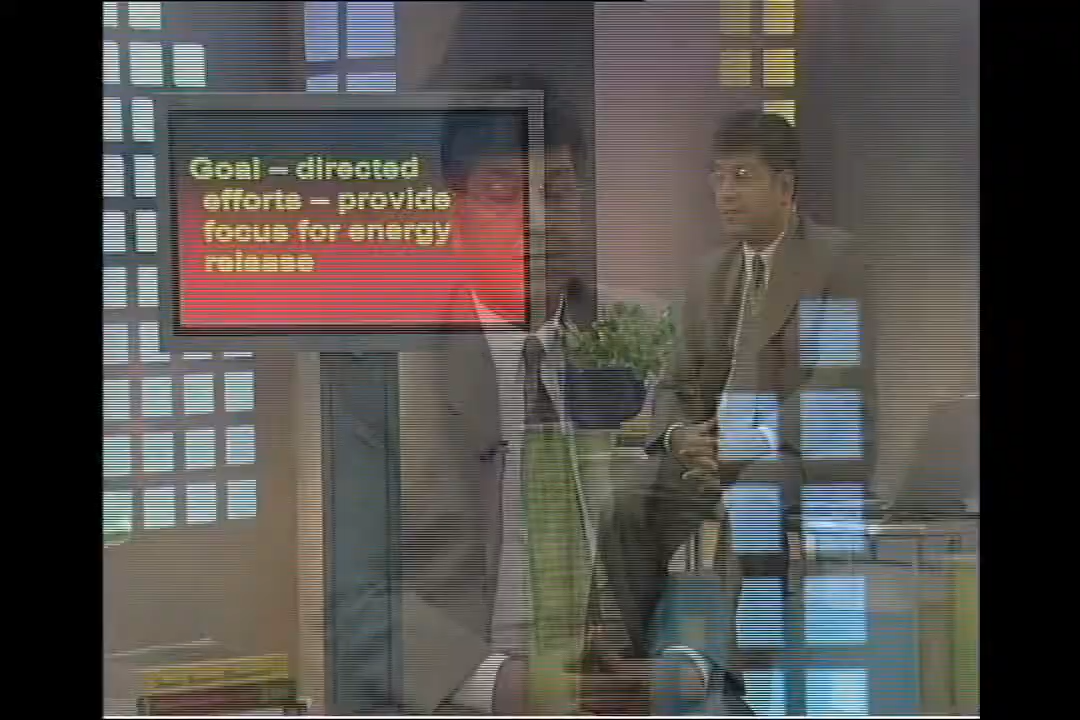 Goal – directed
efforts – provide
focus for energy
release